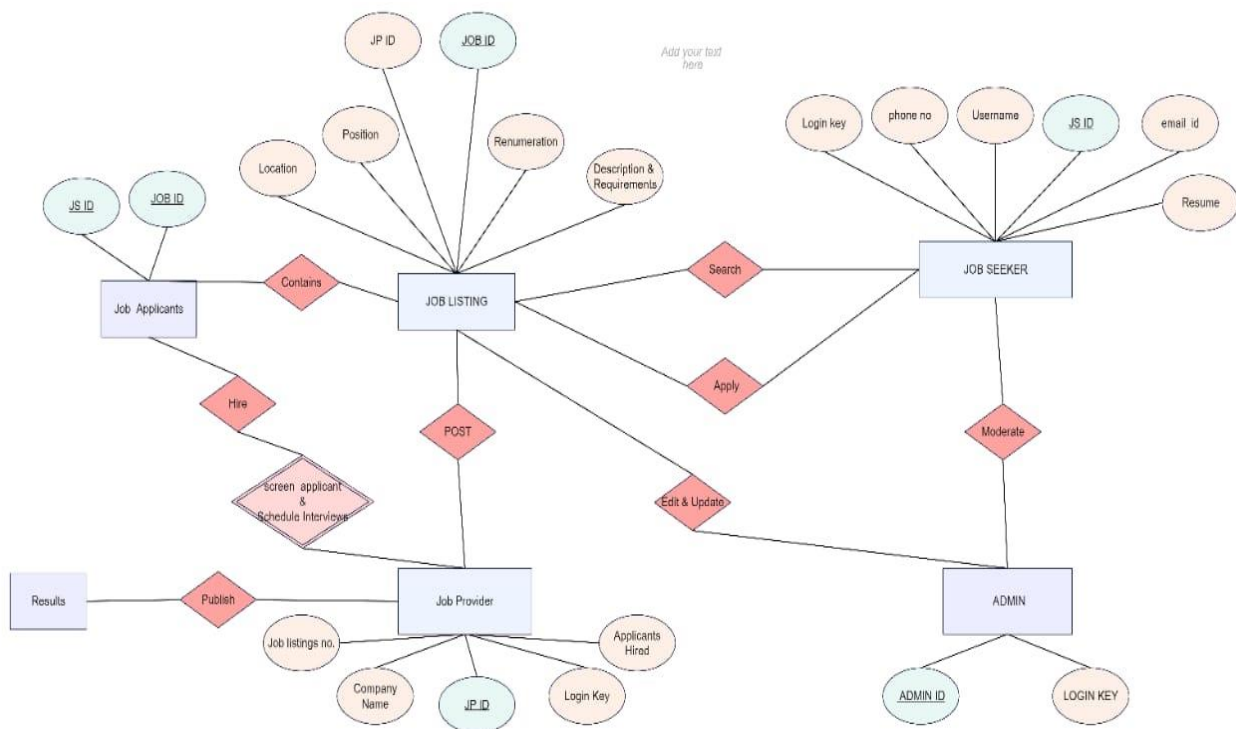 JP ID
JOB ID
Add your text
here
Login key
phone no
Username
JS ID
email id
Position
Renumeration
Location
Description &
Requirements
Resume
JS ID
JOB ID
Search
JOB SEEKER
Contains
Job Applicants
JOB LISTING
Apply
Hire
POST
Moderate
screen applicant
&
Schedule Interviews
Edit & Update
Results
Publish
Job Provider
ADMIN
Job listings no.
Applicants
Hired
Company
Name
JP ID
Login Key
ADMIN ID
LOGIN KEY